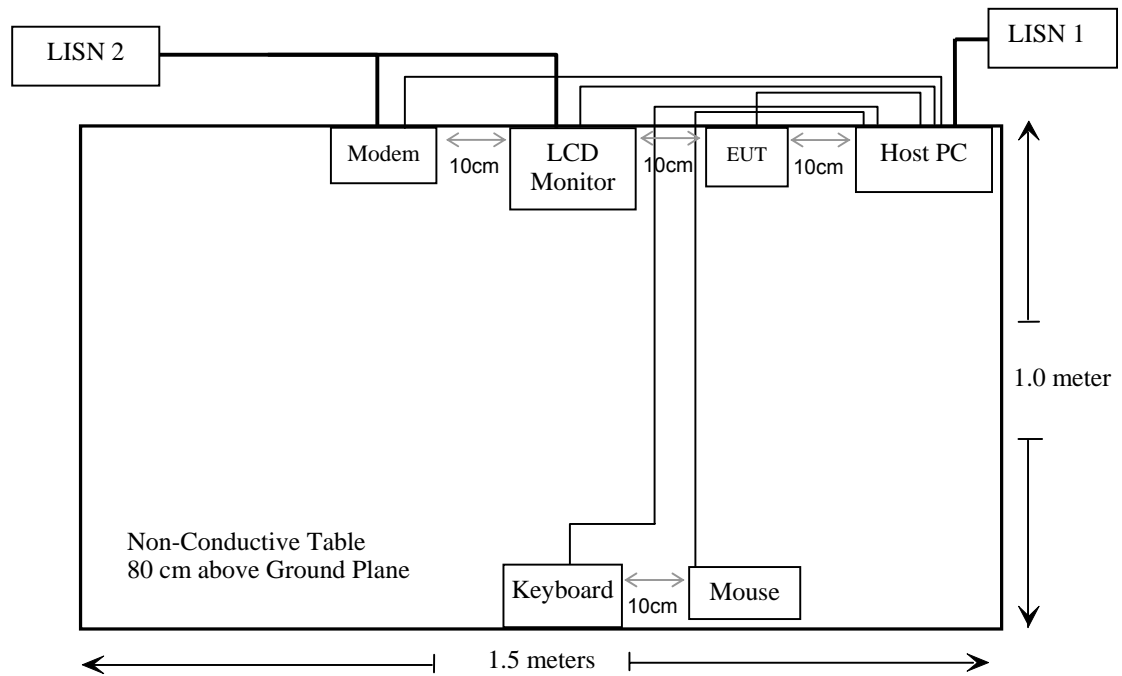 LISN 2
LISN 1
Modem
10cm
LCD
Monitor
10cm
EUT
10cm
Host PC
1.0 meter
Non-Conductive Table
80 cm above Ground Plane
Keyboard
10cm
Mouse
1.5 meters